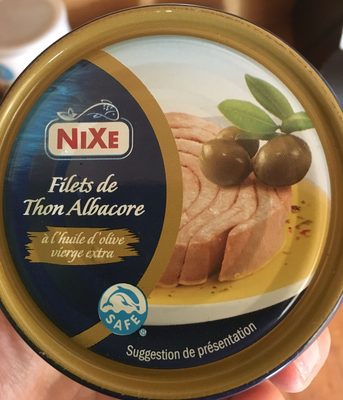 NiXe
Filets de
Thon Albacore
à l'huile d'olive
vierge extra
SAFE
Suggestion de présentation